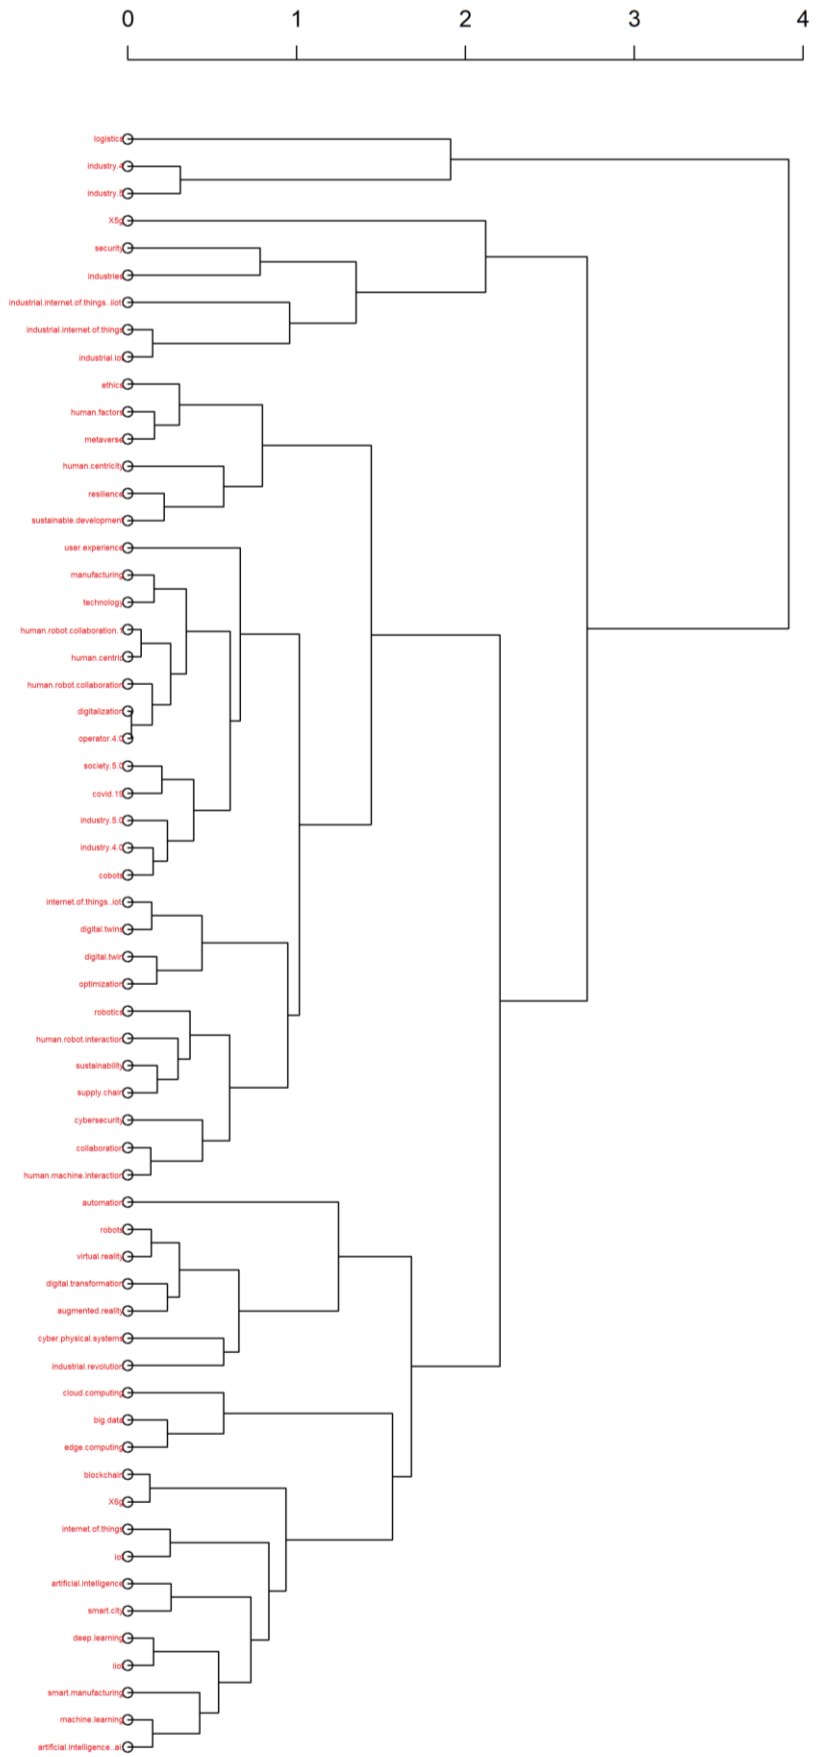 0 1 2 3 4
logistics
industry.4
industry.5
X5g
security
industries
industrial.internet.of.things..iiot
industrial.internet.of.things
industrial.iot
ethics
human.factors
metaverse
human.centricity
resilience
sustainable.development
user.experience
manufacturing
technology
human.robot.collaboration.1
human.centric
human.robot.collaboration
digitalization
operator.4.0
society.5.0
covid.19
industry.5.0
industry.4.0
cobots
internet.of.things..iot
digital.twins
digital.twin
optimization
robotics
human.robot.interaction
sustainability
supply.chain
cybersecurity
collaboration
human.machine.interaction
automation
robots
virtual.reality
digital.transformation
augmented.reality
cyber.physical.systems
industrial.revolution
cloud.computing
big.data
edge.computing
blockchain
X6g
internet.of.things
iot
artificial.intelligence
smart.city
deep.learning
iiot
smart.manufacturing
machine.learning
artificial.intelligence..ai